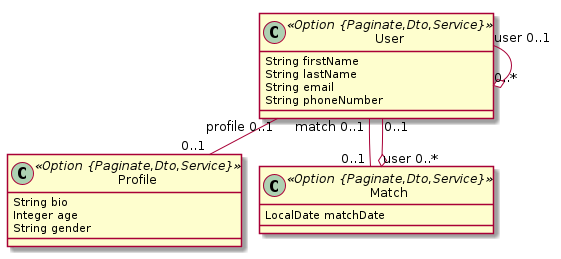 C «Option {Paginate,Dto,Service}»
User
String firstName
String lastName
String email
String phoneNumber
user 0..1
0..*
profile 0..1
match 0..1
0..1
0..1
0..1
user 0..*
C «Option {Paginate,Dto,Service}»
Profile
String bio
Integer age
String gender
C «Option {Paginate,Dto,Service}»
Match
LocalDate matchDate